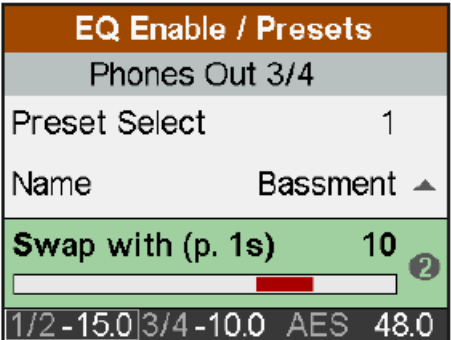 EQ Enable / Presets
Phones Out 3/4
Preset Select 1
Name Bassment
Swap with (p. 1s) 10
2
1/2 -15.0 3/4 -10.0 AES 48.0